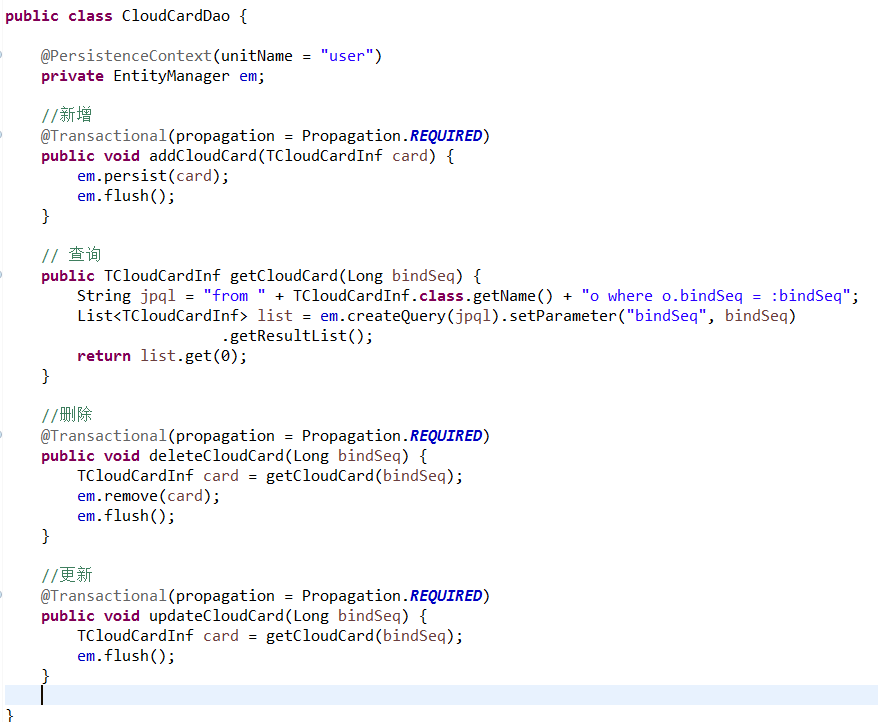 public class CloudCardDao {
@PersistenceContext(unitName = "user")
private EntityManager em;
//新增
@Transactional(propagation = Propagation.REQUIRED)
public void addCloudCard(TCloudCardInf card) {
em.persist(card);
em.flush();
}
// 查询
public TCloudCardInf getCloudCard(Long bindSeq) {
String jpql = "from " + TCloudCardInf.class.getName() + "o where o.bindSeq = :bindSeq";
List<TCloudCardInf> list = em.createQuery(jpql).setParameter("bindSeq", bindSeq)
.getResultList();
return list.get(0);
}
//删除
@Transactional(propagation = Propagation.REQUIRED)
public void deleteCloudCard(Long bindSeq) {
TCloudCardInf card = getCloudCard(bindSeq);
em.remove(card);
em.flush();
}
//更新
@Transactional(propagation = Propagation.REQUIRED)
public void updateCloudCard(Long bindSeq) {
TCloudCardInf card = getCloudCard(bindSeq);
em.flush();
}
}